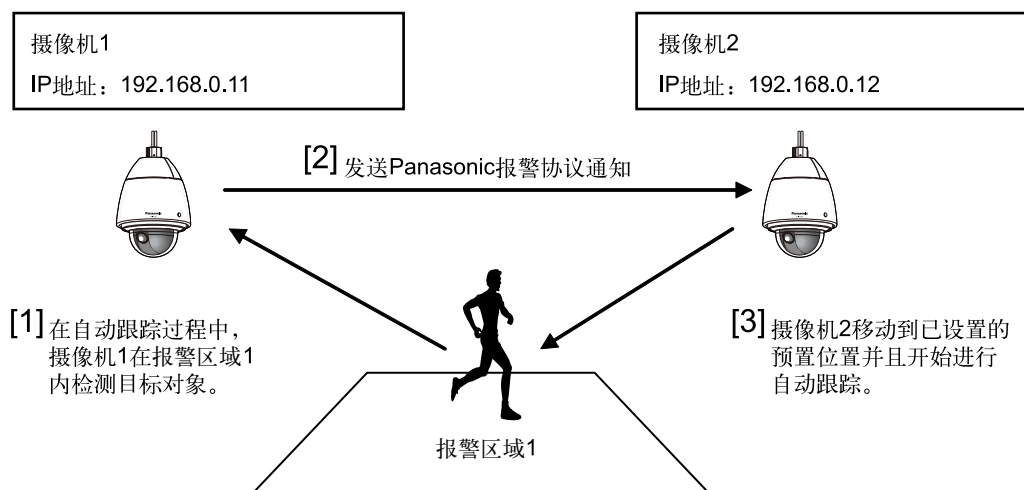 摄像机1
IP地址：192.168.0.11
摄像机2
IP地址：192.168.0.12
[2] 发送Panasonic报警协议通知
Panasonic
Panasonic
[1] 在自动跟踪过程中，
摄像机1在报警区域1
内检测目标对象。
[3] 摄像机2移动到已设置的
预置位置并且开始进行
自动跟踪。
报警区域1